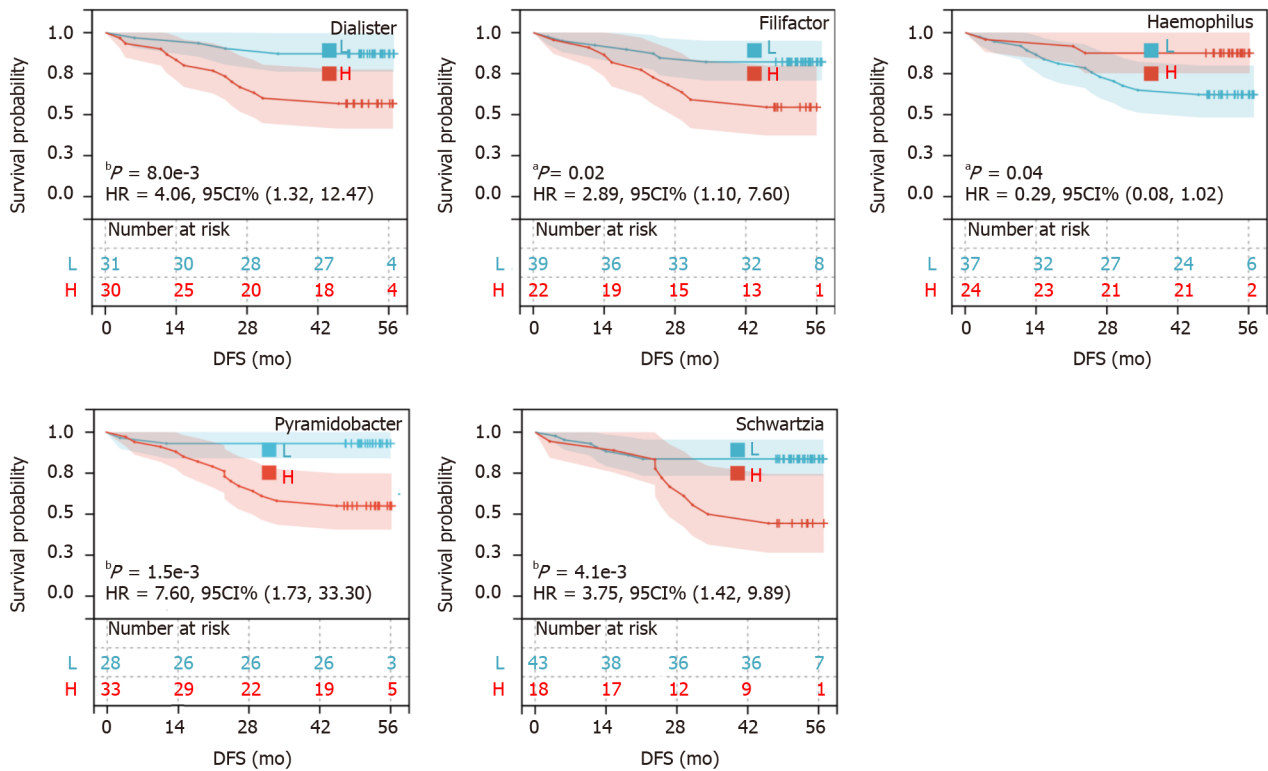 Dialister
Survival probability
1.0
0.8
0.5
0.3
0.0
L
H
bP = 8.0e-3
HR = 4.06, 95CI% (1.32, 12.47)
Number at risk
L 31 30 28 27 4
H 30 25 20 18 4
0 14 28 42 56
DFS (mo)
Filifactor
Survival probability
1.0
0.8
0.5
0.3
0.0
L
H
aP= 0.02
HR = 2.89, 95CI% (1.10, 7.60)
Number at risk
L 39 36 33 32 8
H 22 19 15 13 1
0 14 28 42 56
DFS (mo)
Haemophilus
Survival probability
1.0
0.8
0.5
0.3
0.0
L
H
aP= 0.04
HR = 0.29, 95CI% (0.08, 1.02)
Number at risk
L 37 32 27 24 6
H 24 23 21 21 2
0 14 28 42 56
DFS (mo)
Pyramidobacter
Survival probability
1.0
0.8
0.5
0.3
0.0
L
H
bP = 1.5e-3
HR = 7.60, 95CI% (1.73, 33.30)
Number at risk
L 28 26 26 26 3
H 33 29 22 19 5
0 14 28 42 56
DFS (mo)
Schwartzia
Survival probability
1.0
0.8
0.5
0.3
0.0
L
H
bP = 4.1e-3
HR = 3.75, 95CI% (1.42, 9.89)
Number at risk
L 43 38 36 36 7
H 18 17 12 9 1
0 14 28 42 56
DFS (mo)